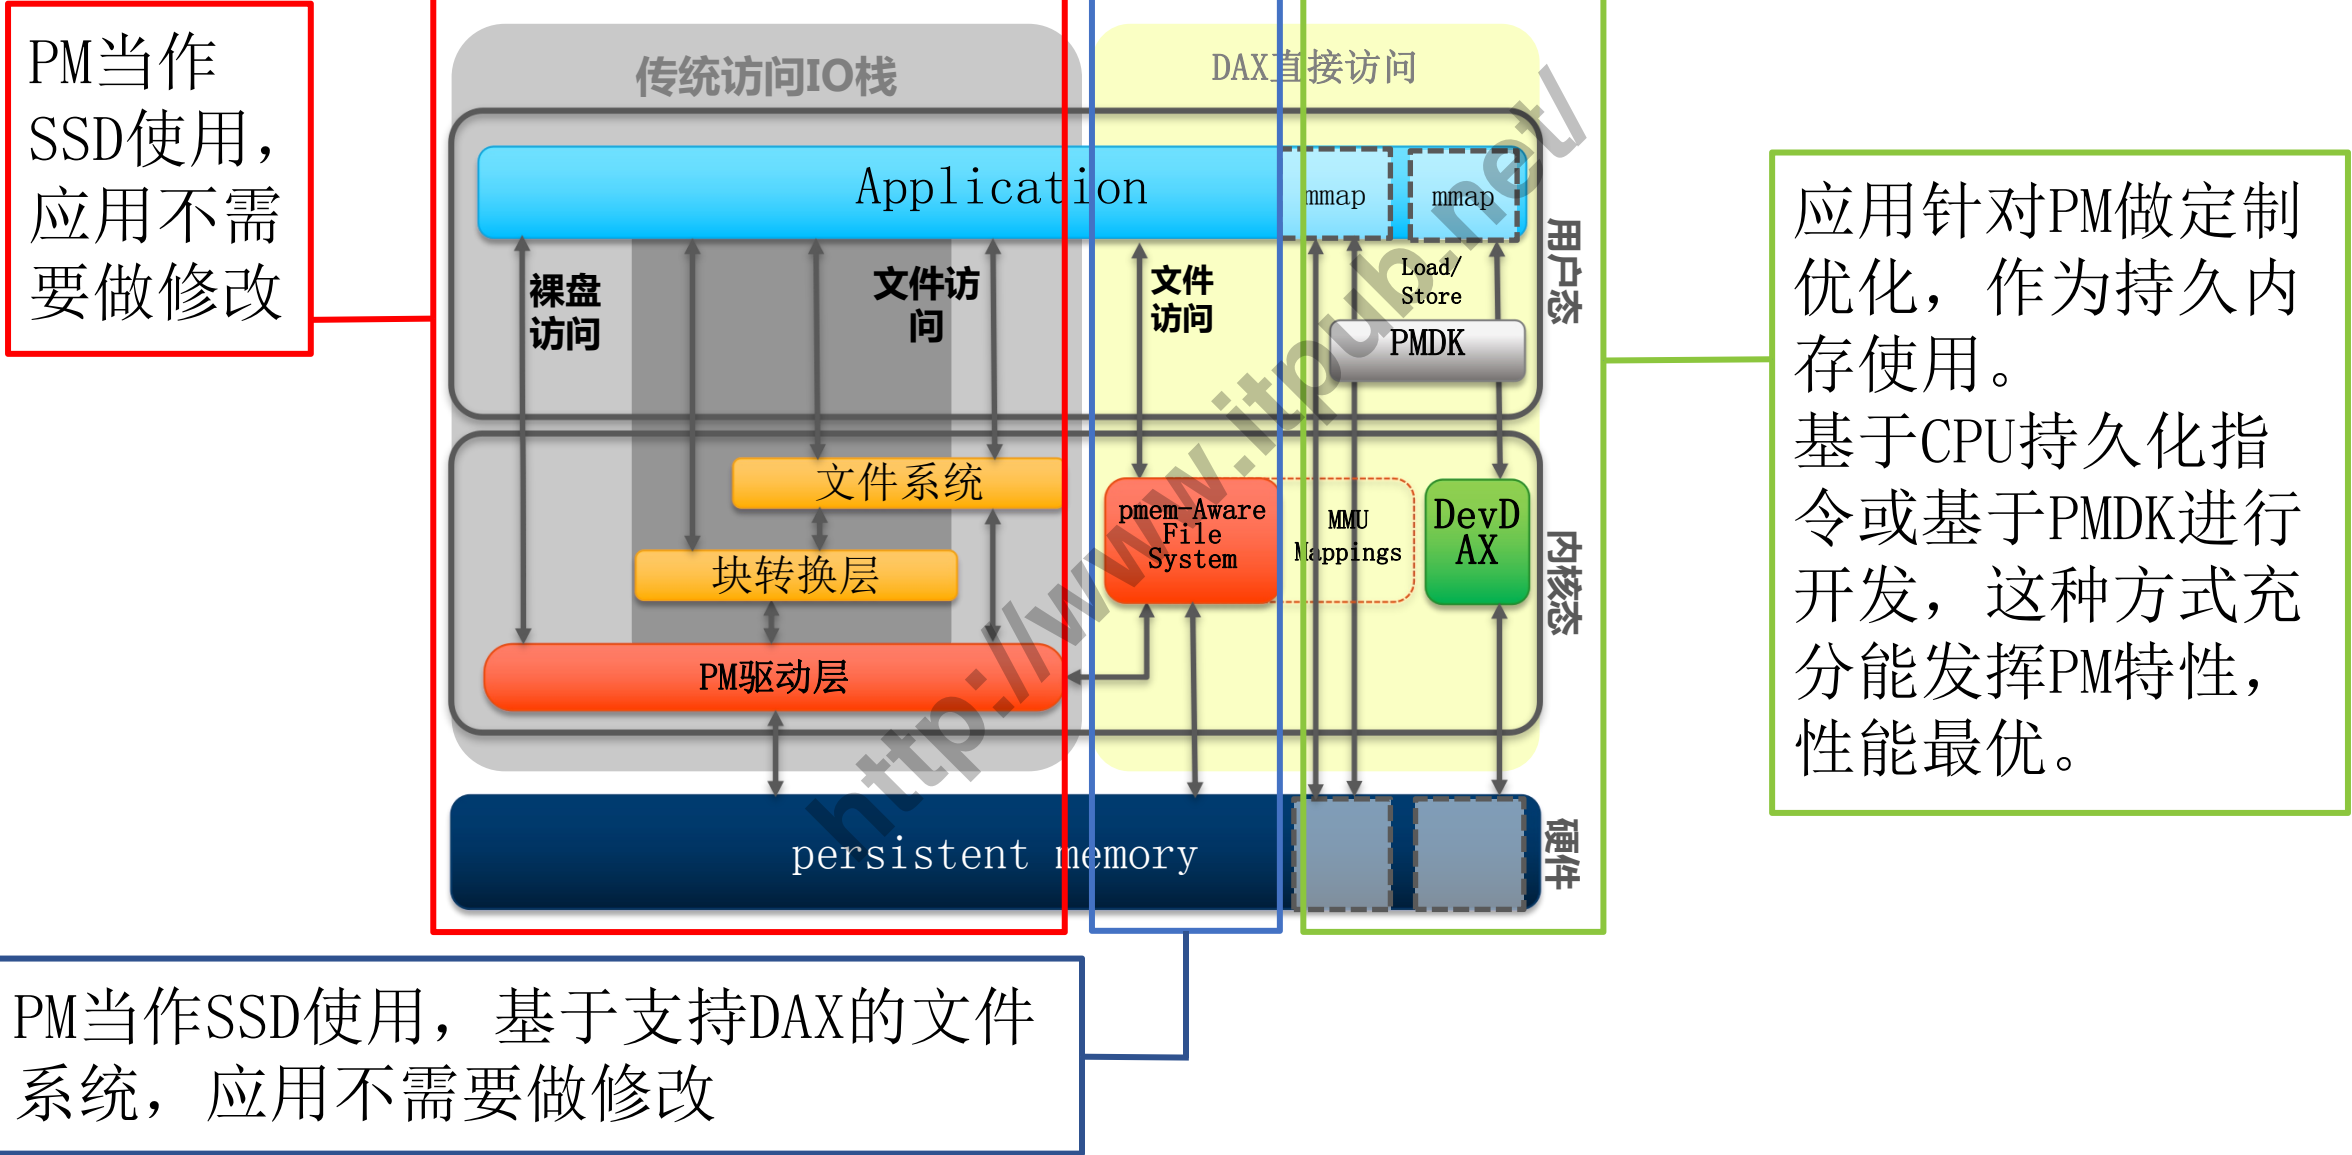 PM当作
SSD使用，
应用不需
要做修改
传统访问IO栈
DAX直接访问
Application
mmap
mmap
用户态
裸盘
访问
文件访
问
文件
访问
Load/
Store
PMDK
应用针对PM做定制
优化，作为持久内
存使用。
基于CPU持久化指
令或基于PMDK进行
开发，这种方式充
分能发挥PM特性，
性能最优。
文件系统
块转换层
PM驱动层
pmem-Aware
File
System
MMU
Mappings
DevD
AX
内核态
persistent memory
硬件
http://www.itpub.net/
PM当作SSD使用，基于支持DAX的文件
系统，应用不需要做修改